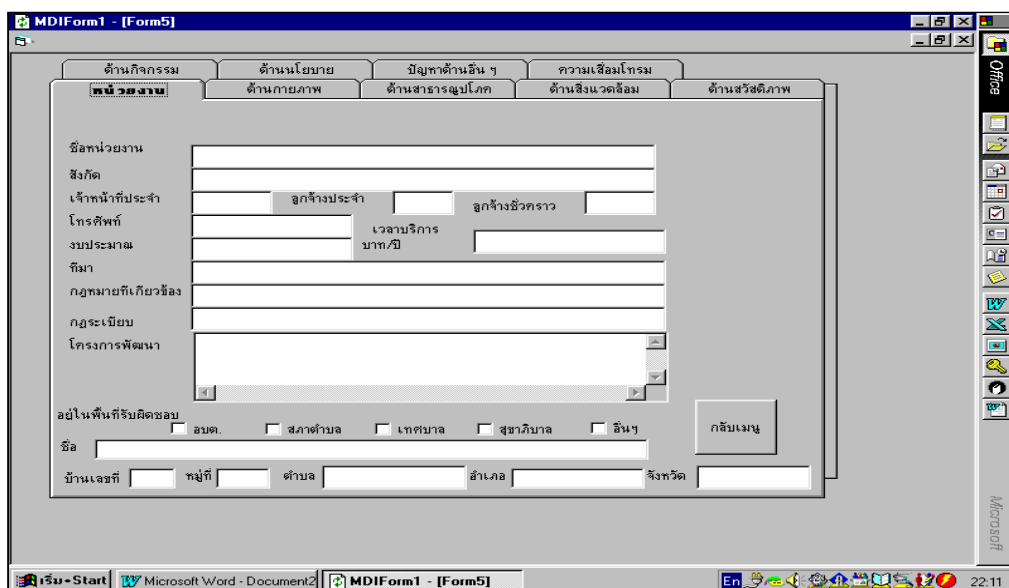 MDIForm1 - [Form5]
Office
ด้านกิจกรรม ด้านนโยบาย ปัญหาด้านอื่น ๆ ความเสื่อมโทรม
หน่วยงาน ด้านกายภาพ ด้านสาธารณูปโภค ด้านสิ่งแวดล้อม ด้านสวัสดิภาพ
ชื่อหน่วยงาน
สังกัด
เจ้าหน้าที่ประจำ ลูกจ้างประจำ ลูกจ้างชั่วคราว
โทรศัพท์ เวลาบริการ
งบประมาณ บาท/ปี
ที่มา
กฎหมายที่เกี่ยวข้อง
กฎระเบียบ
โครงการพัฒนา
อยู่ในพื้นที่รับผิดชอบ
อบต. สภาตำบล เทศบาล สุขาภิบาล อื่นๆ กลับเมนู
ชื่อ
บ้านเลขที่ หมู่ที่ ตำบล อำเภอ จังหวัด
Microsoft
เริ่ม-Start Microsoft Word - Document2 MDIForm1 - [Form5] En 22:11